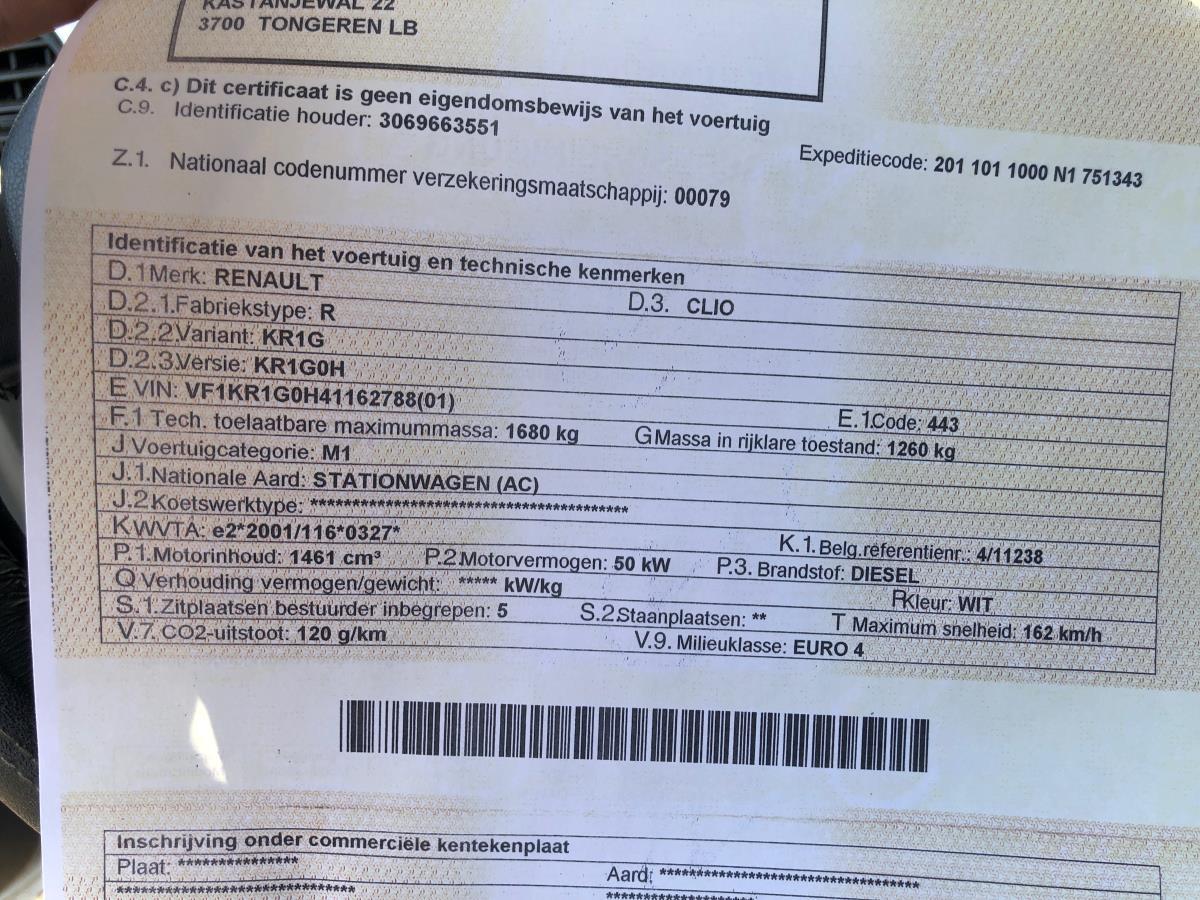 KASTANJEWAL 22
3700 TONGEREN LB
C.4. c) Dit certificaat is geen eigendomsbewijs van het voertuig
C.9. Identificatie houder: 3069663551
Expeditiecode: 201 101 1000 N1 751343
Z.1. Nationaal codenummer verzekeringsmaatschappij: 00079
Identificatie van het voertuig en technische kenmerken
D.1 Merk: RENAULT D.3. CLIO
D.2.1. Fabriekstype: R
D.2.2 Variant: KR1G
D.2.3 Versie: KR1G0H
E VIN: VF1KR1G0H41162788(01) E.1 Code: 443
F.1 Tech. toelaatbare maximummassa: 1680 kg G Massa in rijklare toestand: 1260 kg
J Voertuigcategorie: M1
J.1. Nationale Aard: STATIONWAGEN (AC)
J.2 Koetswerktype: **************************************
K WVTA: e2*2001/116*0327* K.1. Belg.referentienr.: 4/11238
P.1. Motorinhoud: 1461 cm³ P.2 Motorvermogen: 50 kW P.3. Brandstof: DIESEL
Q Verhouding vermogen/gewicht: ***** kW/kg R Kleur: WIT
S.1. Zitplaatsen bestuurder inbegrepen: 5 S.2 Staanplaatsen: ** T Maximum snelheid: 162 km/h
V.7. CO2-uitstoot: 120 g/km V.9. Milieuklasse: EURO 4
Inschrijving onder commerciële kentekenplaat
Plaat: *************** Aard: *********************************